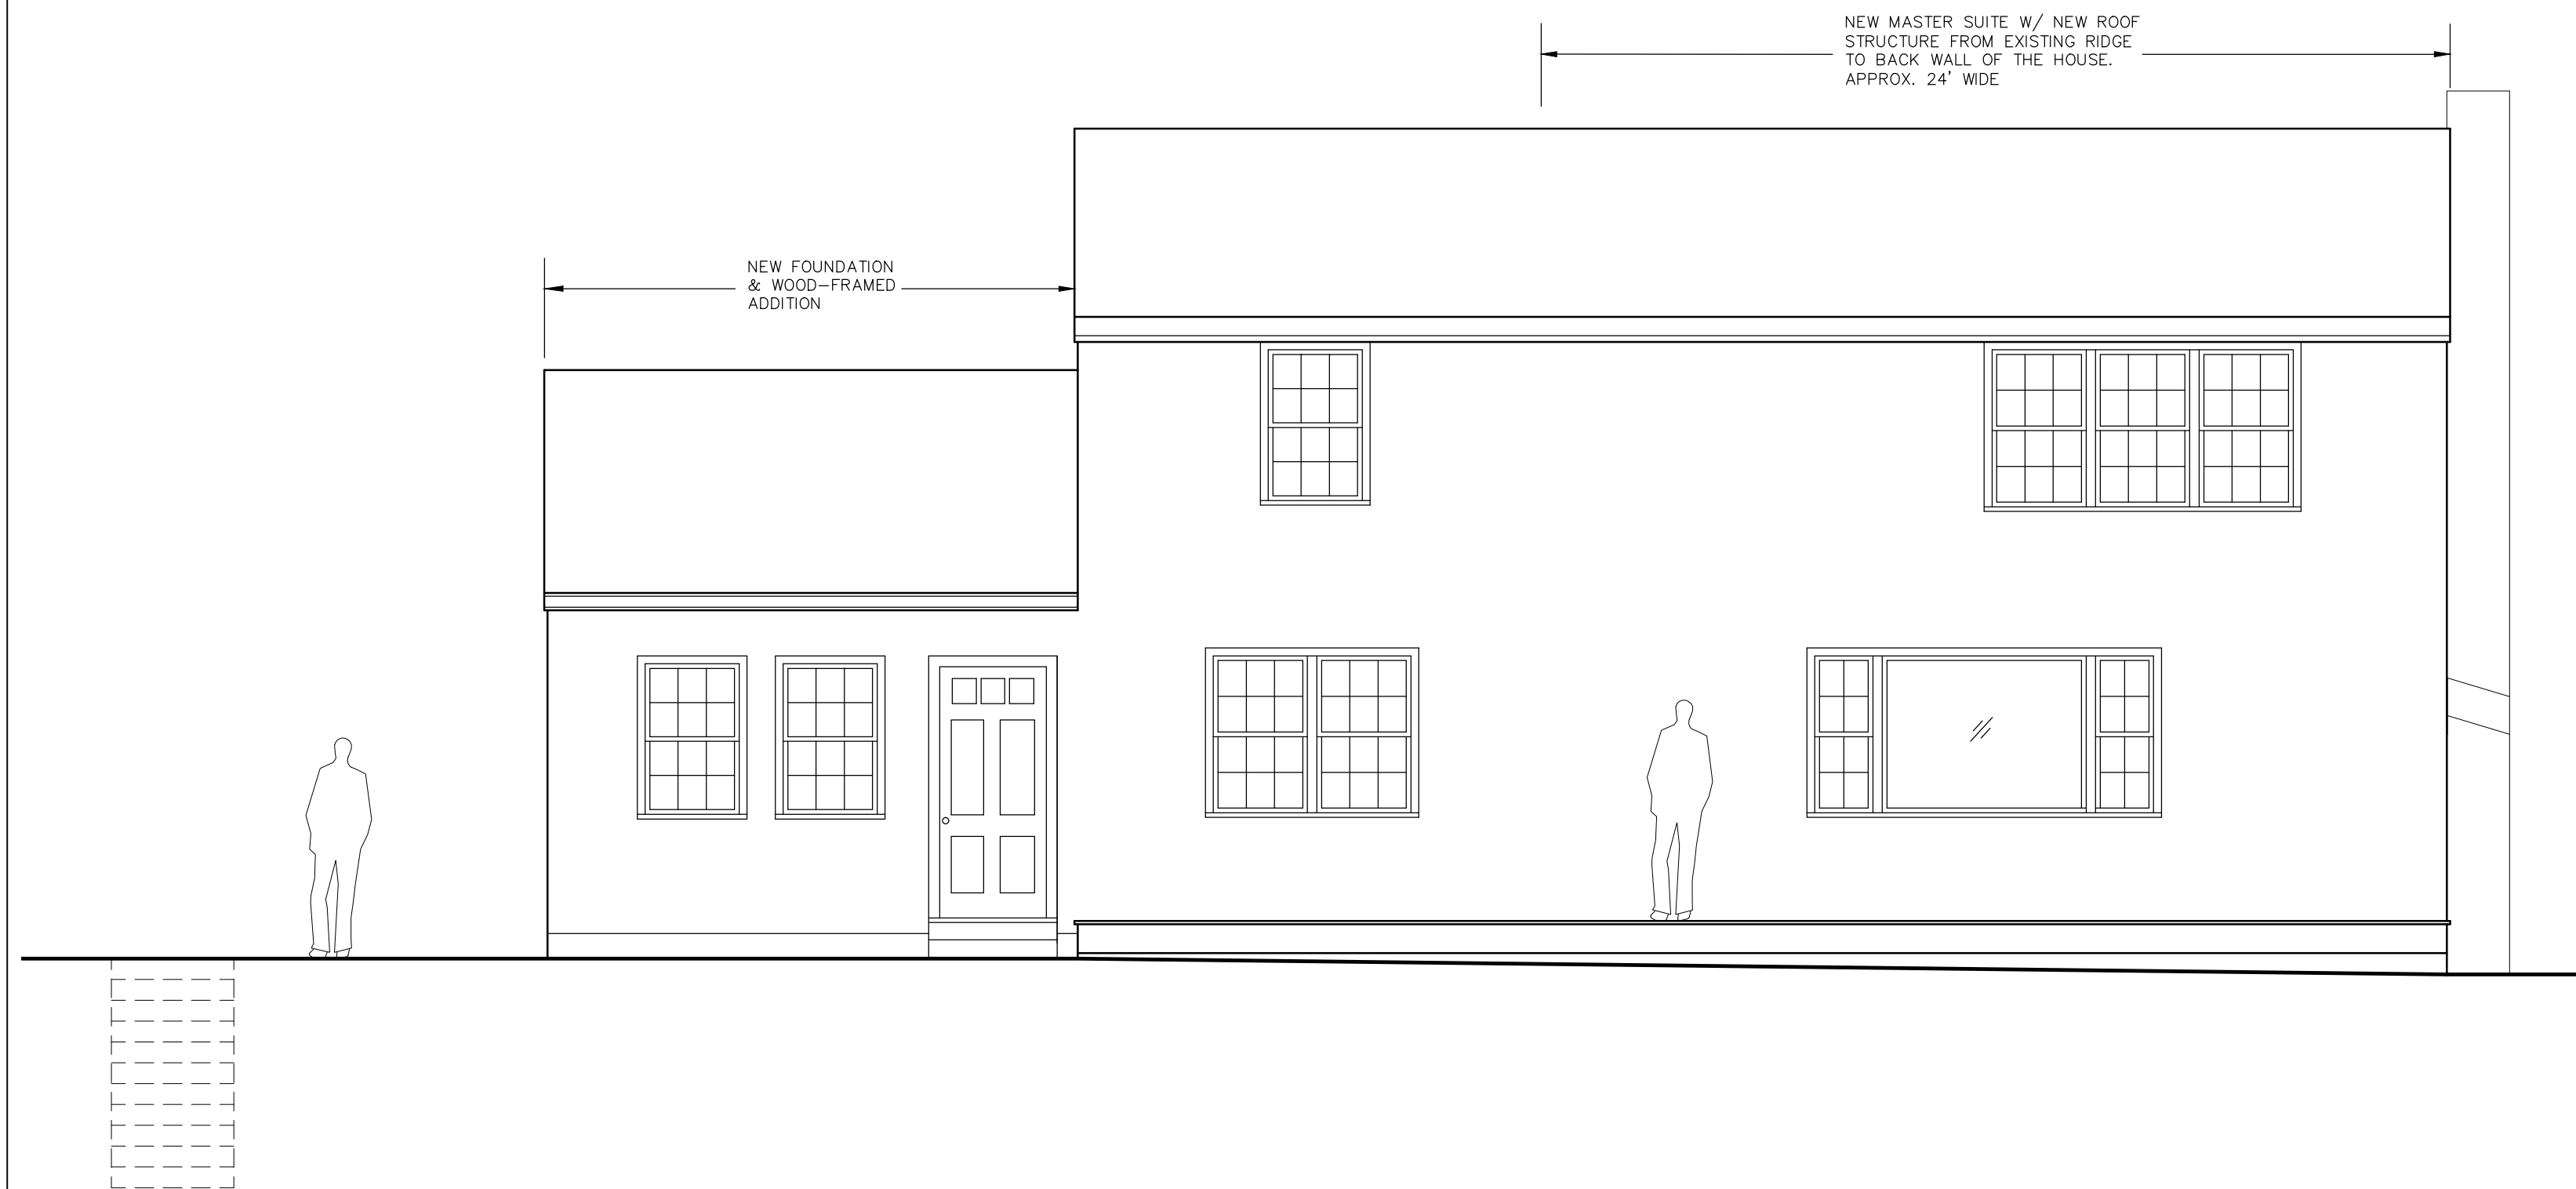 NEW MASTER SUITE W/ NEW ROOF
STRUCTURE FROM EXISTING RIDGE
TO BACK WALL OF THE HOUSE.
APPROX. 24' WIDE
NEW FOUNDATION
& WOOD-FRAMED
ADDITION